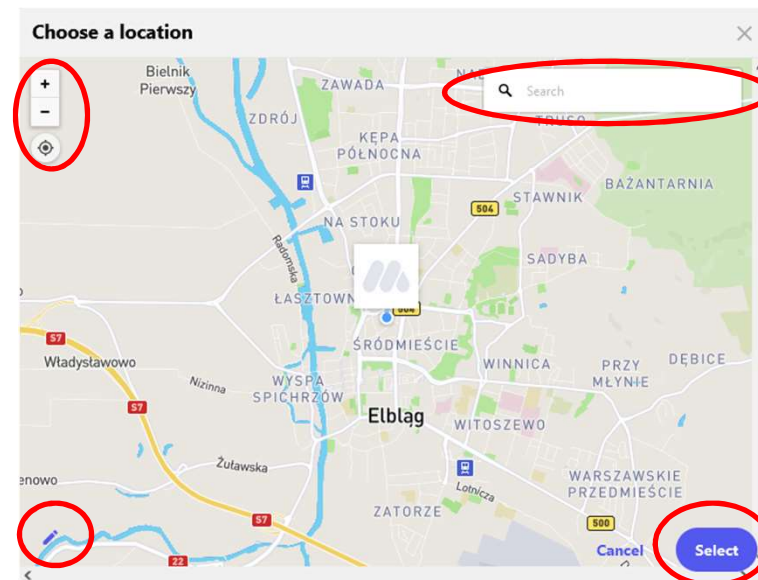 Choose a location
+
−
Search
Bielnik
Pierwszy
ZAWADA
ZDRÓJ
TRUSO
KĘPA
PÓŁNOCNA
BAŻANTARNIA
STAWNIK
504
NA STOKU
Radomska
SADYBA
504
S7
ŚRÓDMIEŚCIE
Władysławowo
WINNICA
PRZY
MŁYNIE
DĘBICE
Nizinna
WYSPA
SPICHRZÓW
S7
Elbląg
WITOSZEWO
Żuławska
Lotnicza
WARSZAWSKIE
PRZEDMIEŚCIE
ZATORZE
S7
500
22
Cancel
Select